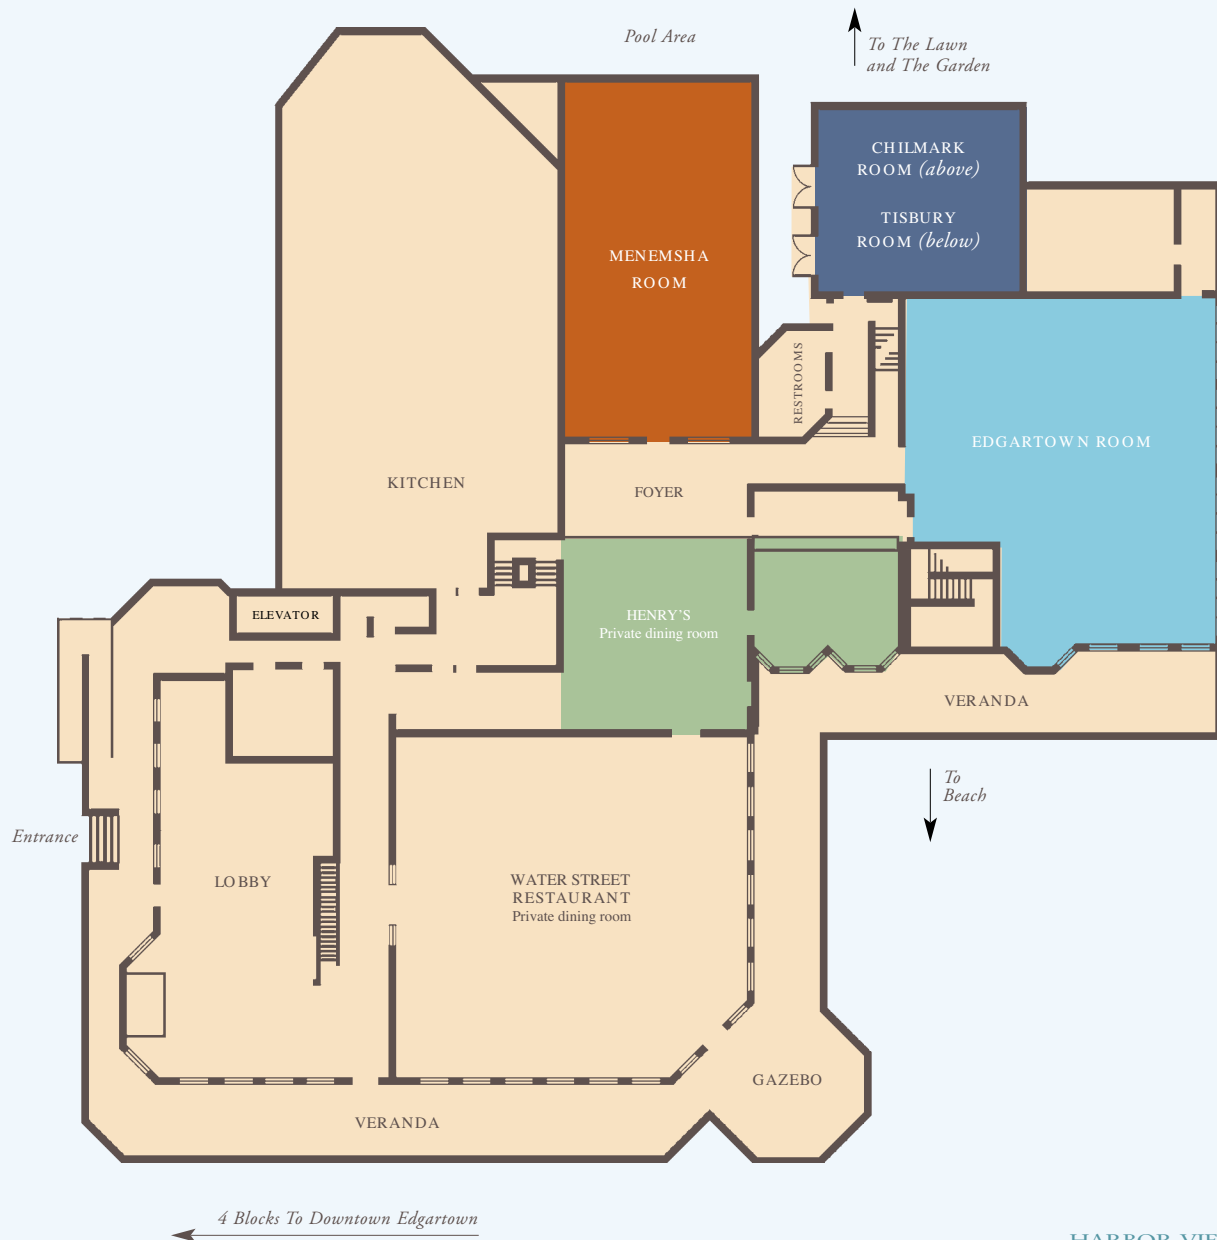 Pool Area
To The Lawn
and The Garden
CHILMARK
ROOM (above)
TISBURY
ROOM (below)
MENEMSHA
ROOM
RESTROOMS
EDGARTOWN ROOM
KITCHEN
FOYER
ELEVATOR
HENRY'S
Private dining room
VERANDA
To
Beach
Entrance
LOBBY
WATER STREET
RESTAURANT
Private dining room
GAZEBO
VERANDA
4 Blocks To Downtown Edgartown
HARBOR VIE